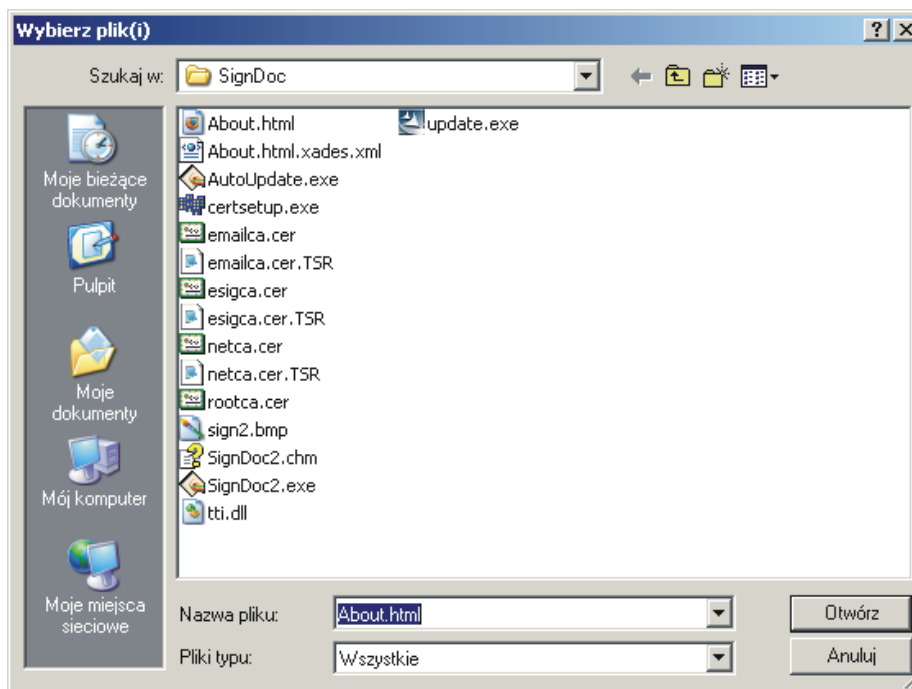 Wybierz plik(i)
Szukaj w:
SignDoc
Moje bieżące
dokumenty
Pulpit
Moje
dokumenty
Mój komputer
Moje miejsca
sieciowe
About.html
About.html.xades.xml
AutoUpdate.exe
certsetup.exe
emailca.cer
emailca.cer.TSR
esigca.cer
esigca.cer.TSR
netca.cer
netca.cer.TSR
rootca.cer
sign2.bmp
SignDoc2.chm
SignDoc2.exe
tti.dll
update.exe
Nazwa pliku:
About.html
Otwórz
Pliki typu:
Wszystkie
Anuluj